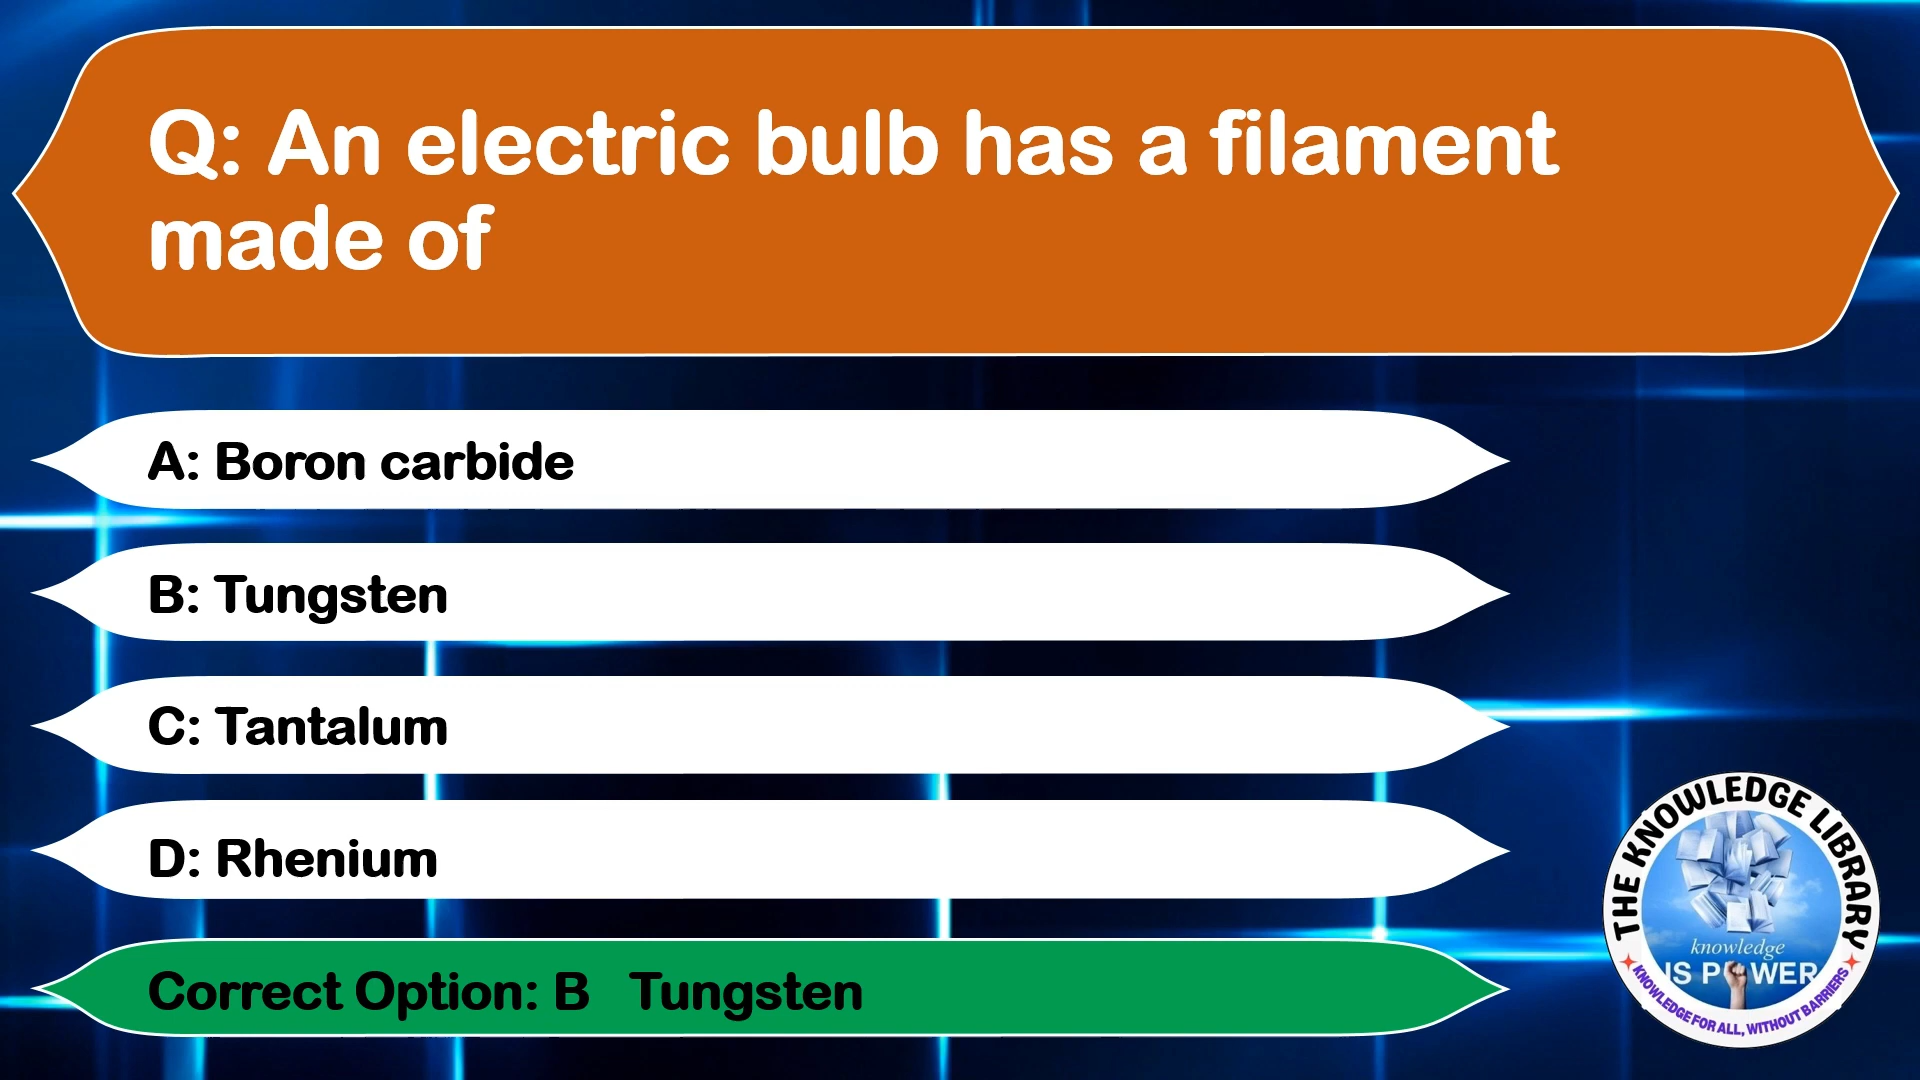 Q: An electric bulb has a filament
made of
A: Boron carbide
B: Tungsten
C: Tantalum
D: Rhenium
Correct Option: B Tungsten
THE KNOWLEDGE LIBRARY
knowledge
IS POWER
KNOWLEDGE FOR ALL, WITHOUT BARRIERS